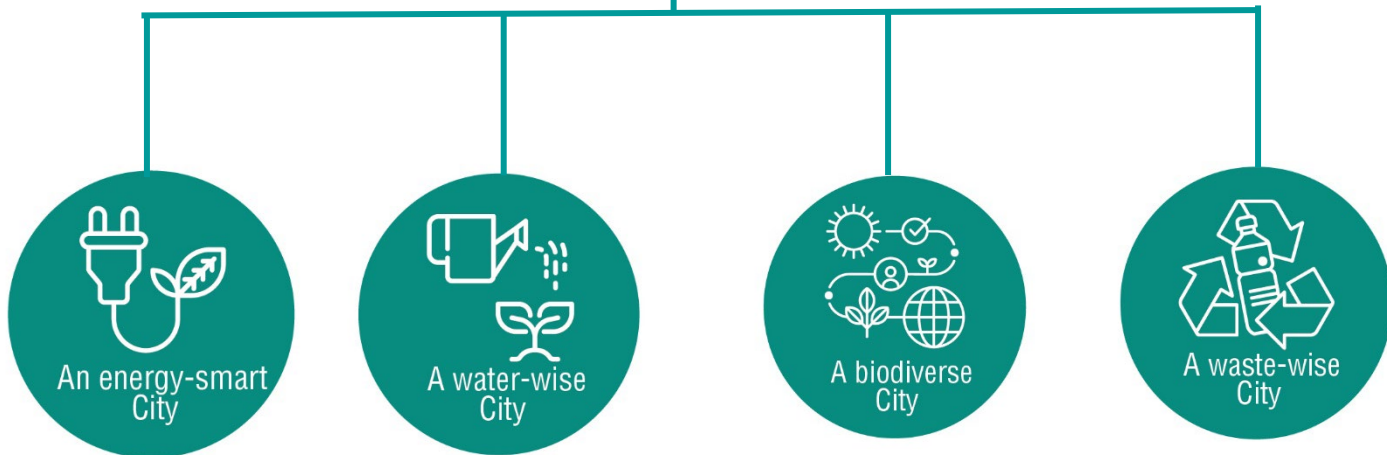 An energy-smart
City
A water-wise
City
A biodiverse
City
A waste-wise
City